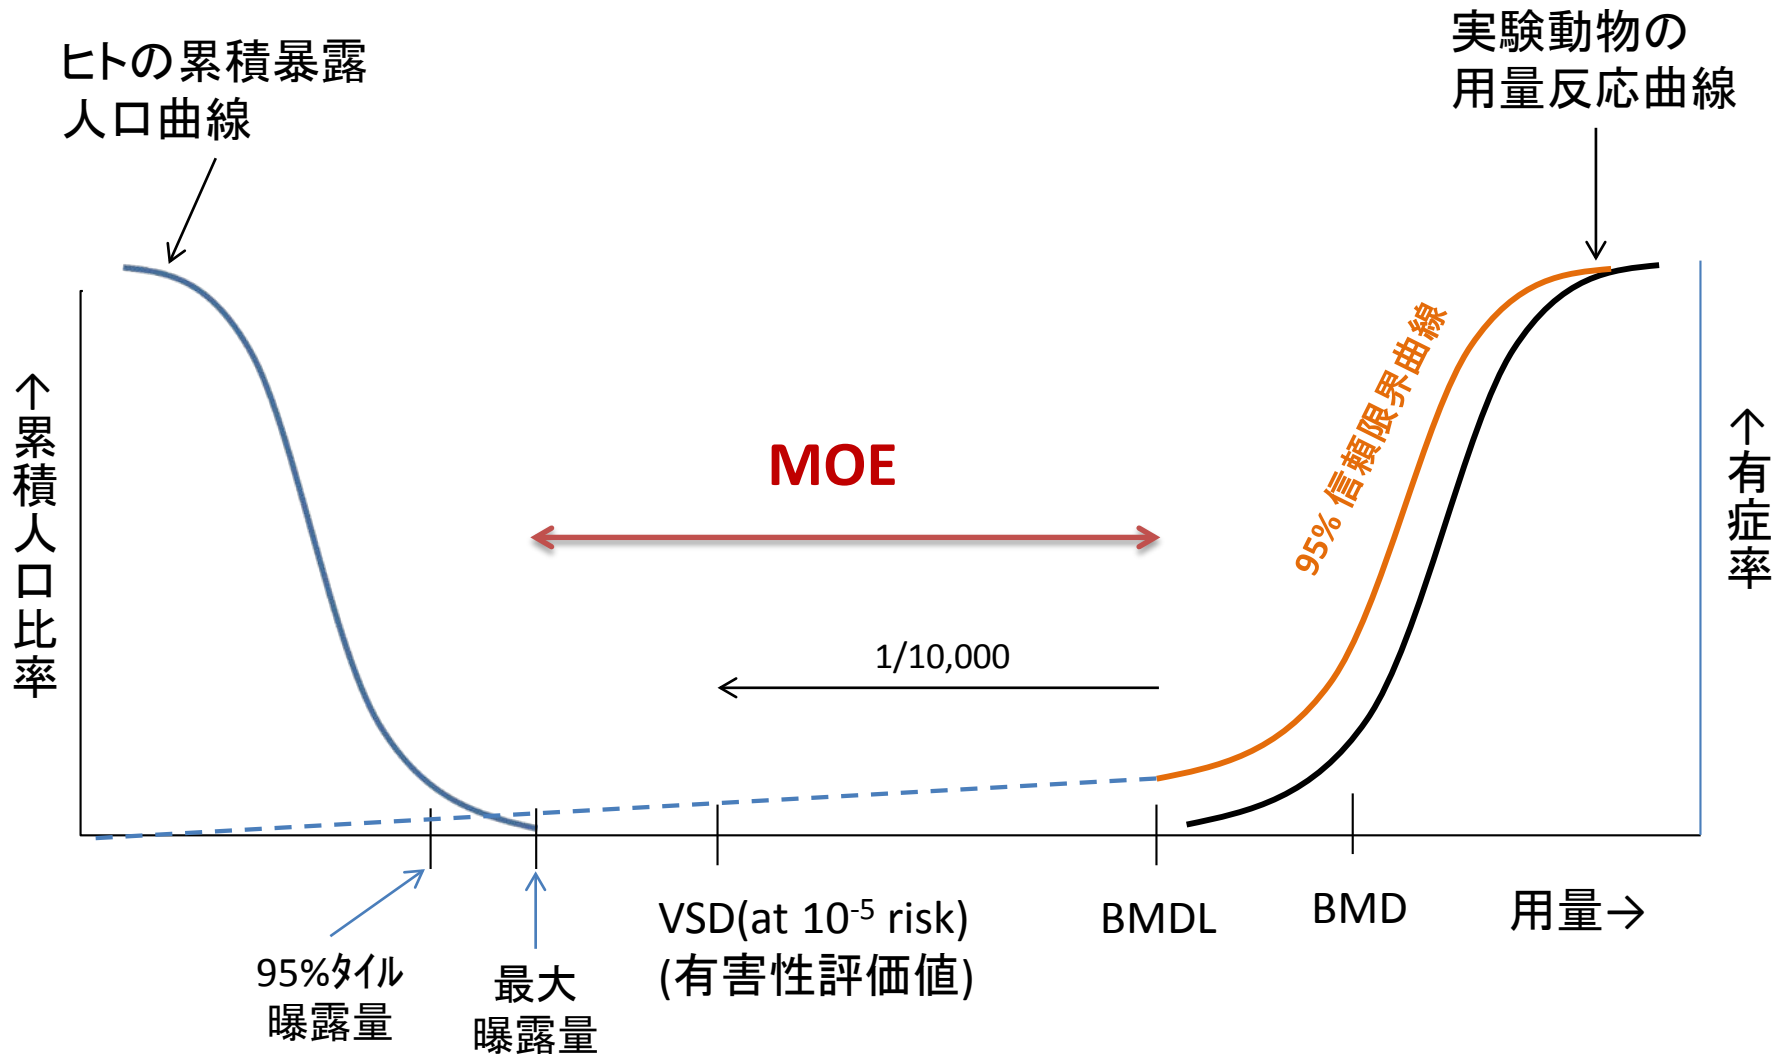 ヒトの累積暴露
人口曲線
実験動物の
用量反応曲線
↑累積人口比率
MOE
95% 信頼限界曲線
↑有症率
1/10,000
95%タイル
曝露量
最大
曝露量
VSD(at 10⁻⁵ risk)
(有害性評価値)
BMDL
BMD
用量→